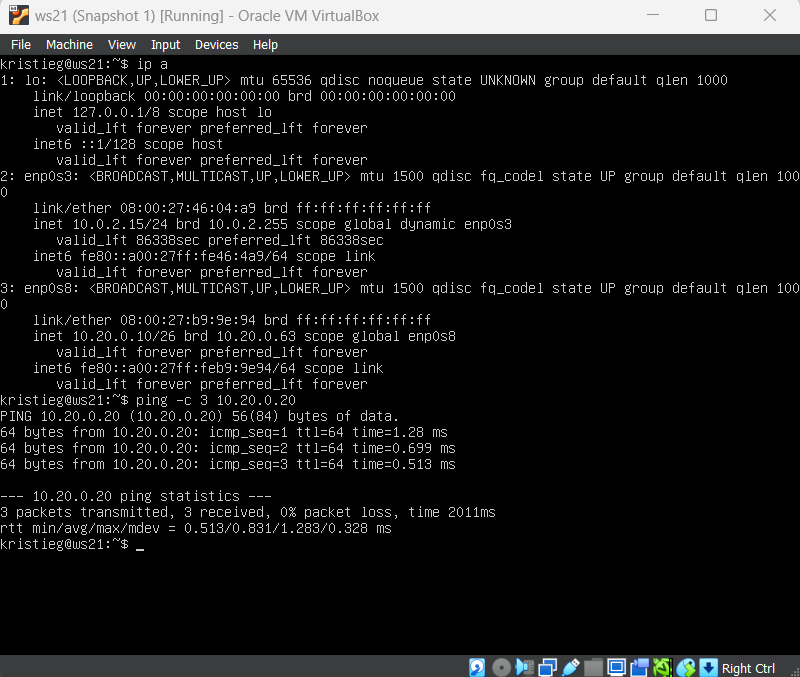 ws21 (Snapshot 1) [Running] - Oracle VM VirtualBox
File Machine View Input Devices Help
kristieg@ws21:~$ ip a
1: lo: <LOOPBACK,UP,LOWER_UP> mtu 65536 qdisc noqueue state UNKNOWN group default qlen 1000
    link/loopback 00:00:00:00:00:00 brd 00:00:00:00:00:00
    inet 127.0.0.1/8 scope host lo
       valid_lft forever preferred_lft forever
    inet6 ::1/128 scope host
       valid_lft forever preferred_lft forever
2: enp0s3: <BROADCAST,MULTICAST,UP,LOWER_UP> mtu 1500 qdisc fq_codel state UP group default qlen 100
0
    link/ether 08:00:27:46:04:a9 brd ff:ff:ff:ff:ff:ff
    inet 10.0.2.15/24 brd 10.0.2.255 scope global dynamic enp0s3
       valid_lft 86338sec preferred_lft 86338sec
    inet6 fe80::a00:27ff:fe46:4a9/64 scope link
       valid_lft forever preferred_lft forever
3: enp0s8: <BROADCAST,MULTICAST,UP,LOWER_UP> mtu 1500 qdisc fq_codel state UP group default qlen 100
0
    link/ether 08:00:27:b9:9e:94 brd ff:ff:ff:ff:ff:ff
    inet 10.20.0.10/26 brd 10.20.0.63 scope global enp0s8
       valid_lft forever preferred_lft forever
    inet6 fe80::a00:27ff:feb9:9e94/64 scope link
       valid_lft forever preferred_lft forever
kristieg@ws21:~$ ping -c 3 10.20.0.20
PING 10.20.0.20 (10.20.0.20) 56(84) bytes of data.
64 bytes from 10.20.0.20: icmp_seq=1 ttl=64 time=1.28 ms
64 bytes from 10.20.0.20: icmp_seq=2 ttl=64 time=0.699 ms
64 bytes from 10.20.0.20: icmp_seq=3 ttl=64 time=0.513 ms

--- 10.20.0.20 ping statistics ---
3 packets transmitted, 3 received, 0% packet loss, time 2011ms
rtt min/avg/max/mdev = 0.513/0.831/1.283/0.328 ms
kristieg@ws21:~$ _
Right Ctrl